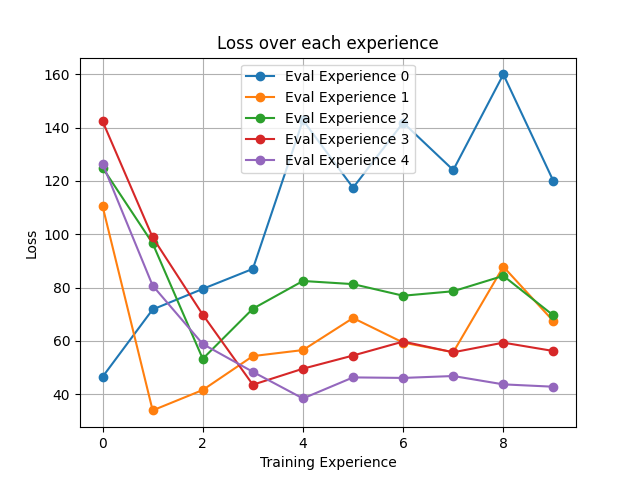 Loss over each experience
160
140
120
100
80
60
40
Loss
Eval Experience 0
Eval Experience 1
Eval Experience 2
Eval Experience 3
Eval Experience 4
0 2 4 6 8
Training Experience